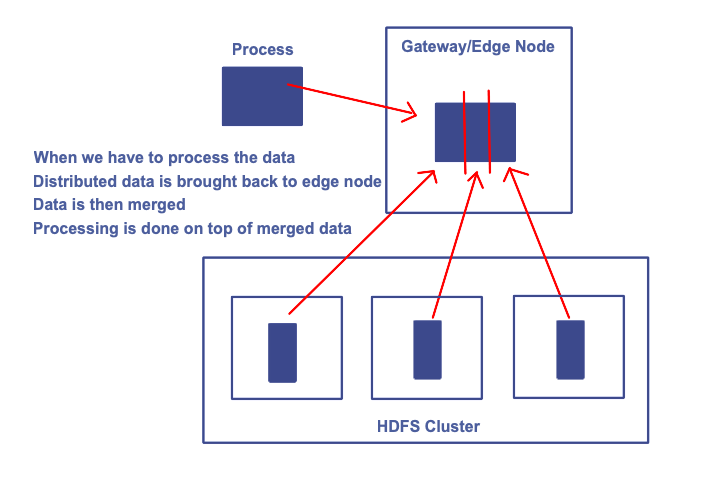 Process
Gateway/Edge Node
When we have to process the data
Distributed data is brought back to edge node
Data is then merged
Processing is done on top of merged data
HDFS Cluster